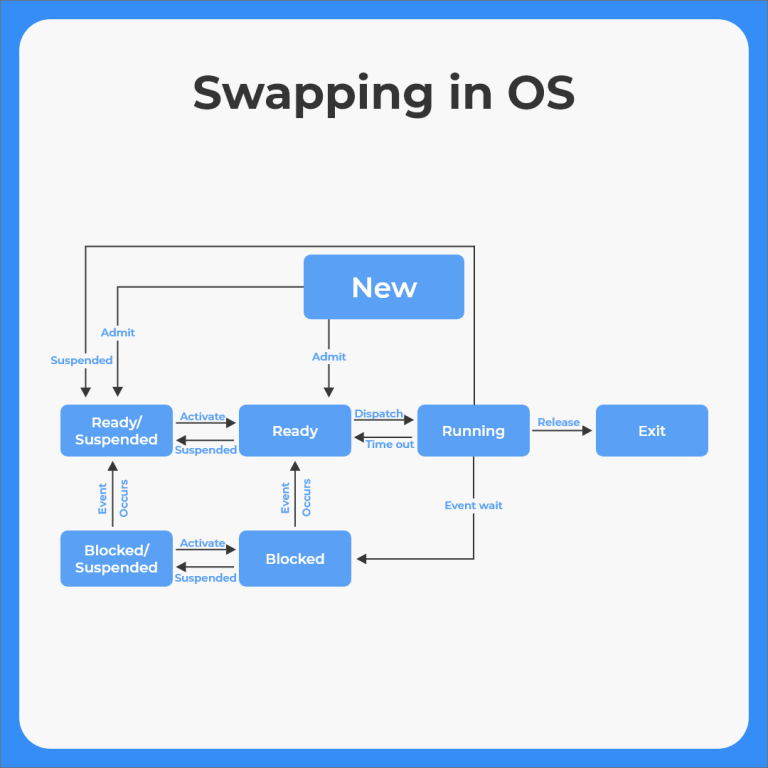 Swapping in OS
New
Admit
Suspended
Admit
Ready/
Suspended
Activate
Suspended
Ready
Dispatch
Time out
Running
Release
Exit
Event
Occurs
Event
Occurs
Event wait
Blocked/
Suspended
Activate
Suspended
Blocked